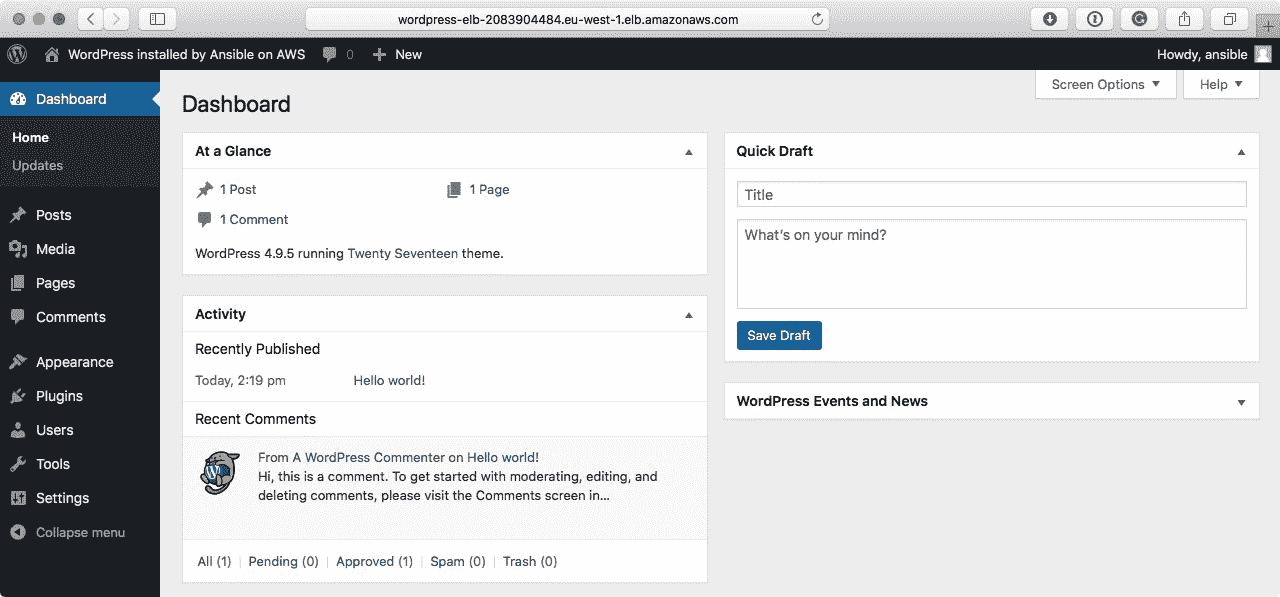 wordpress-elb-2083904484.eu-west-1.elb.amazonaws.com
WordPress installed by Ansible on AWS 0 New Howdy, ansible
Screen Options Help
Dashboard
Home
Updates
Posts
Media
Pages
Comments
Appearance
Plugins
Users
Tools
Settings
Collapse menu
Dashboard
At a Glance
1 Post 1 Page
1 Comment
WordPress 4.9.5 running Twenty Seventeen theme.
Activity
Recently Published
Today, 2:19 pm Hello world!
Recent Comments
From A WordPress Commenter on Hello world!
Hi, this is a comment. To get started with moderating, editing, and
deleting comments, please visit the Comments screen in…
All (1) | Pending (0) | Approved (1) | Spam (0) | Trash (0)
Quick Draft
Title
What's on your mind?
Save Draft
WordPress Events and News